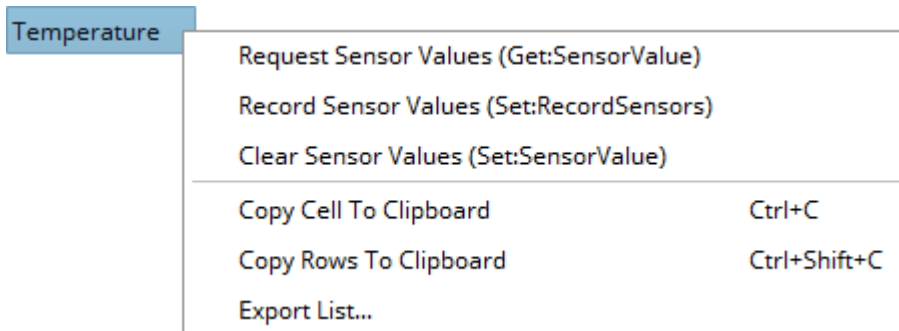 Temperature
Request Sensor Values (Get:SensorValue)
Record Sensor Values (Set:RecordSensors)
Clear Sensor Values (Set:SensorValue)
Copy Cell To Clipboard Ctrl+C
Copy Rows To Clipboard Ctrl+Shift+C
Export List...